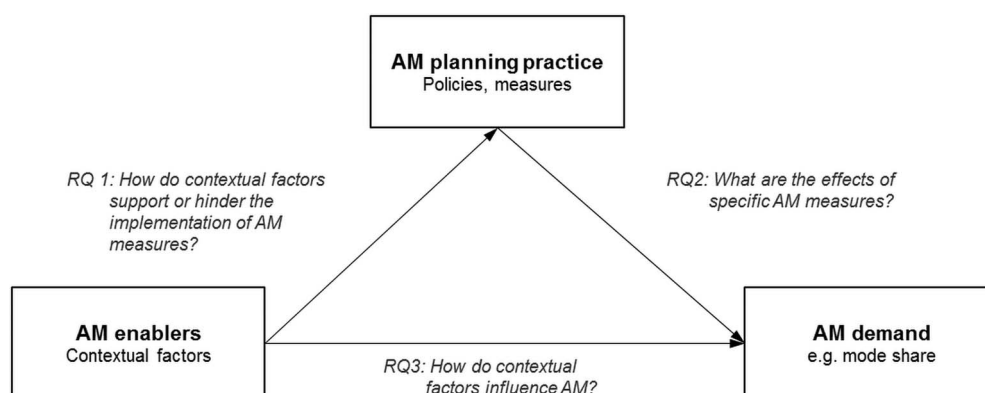 AM planning practice
Policies, measures
RQ 1: How do contextual factors
support or hinder the
implementation of AM
measures?
RQ2: What are the effects of
specific AM measures?
AM enablers
Contextual factors
AM demand
e.g. mode share
RQ3: How do contextual
factors influence AM?